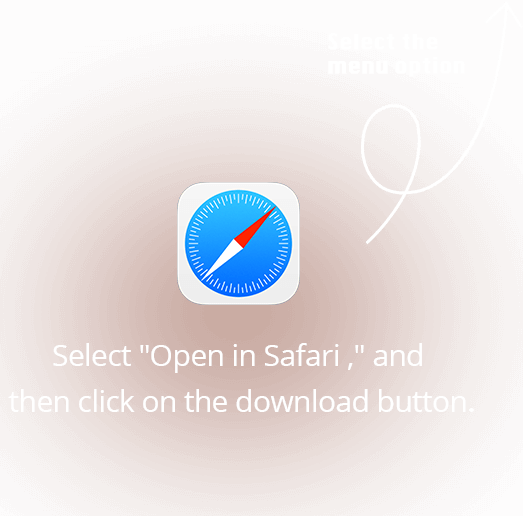 Select the
menu option
Select "Open in Safari ," and
then click on the download button.